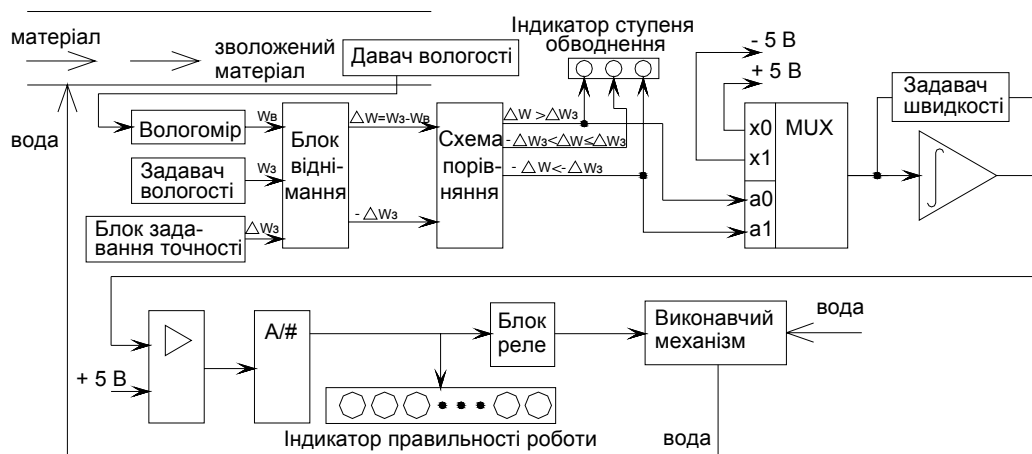 матеріал
зволожений
матеріал
Давач вологості
Індикатор ступеня
обводнення
- 5 В
+ 5 В
Задавач
швидкості
вода
Вологомір
Wв
Задавач
вологості
Wз
Блок зада-
вання точності
△Wз
Блок
відні-
мання
△W=Wз-Wв
- △Wз
Схема
порів-
няння
△W >△Wз
- △Wз<△W≤△Wз
- △W<-△Wз
x0
x1
a0
a1
MUX
∫
+ 5 В
▷
A/#
Блок
реле
Виконавчий
механізм
вода
Індикатор правильності роботи
вода